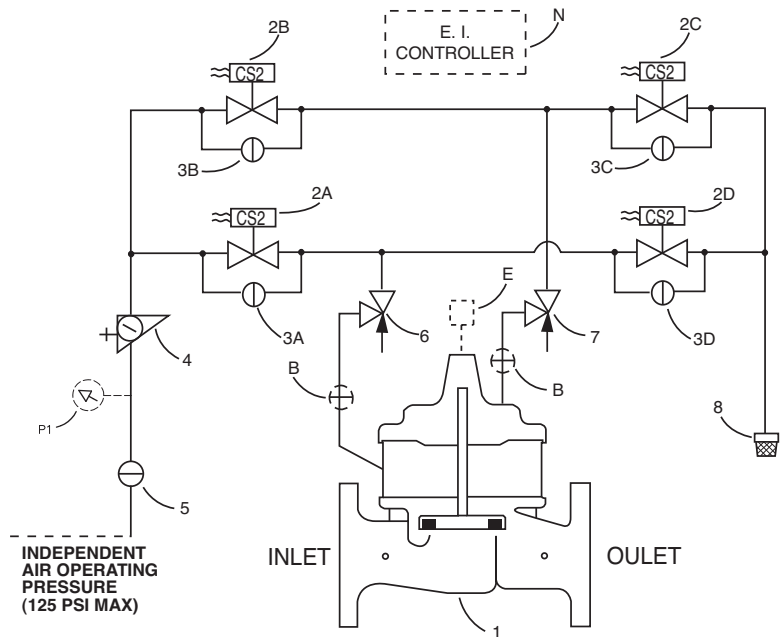 2B
E. I.
CONTROLLER
N
2C
CS2
CS2
3B
3C
2A
2D
CS2
CS2
E
3A
6
7
3D
4
B
B
P1
8
5
INDEPENDENT
AIR OPERATING
PRESSURE
(125 PSI MAX)
INLET
OULET
1